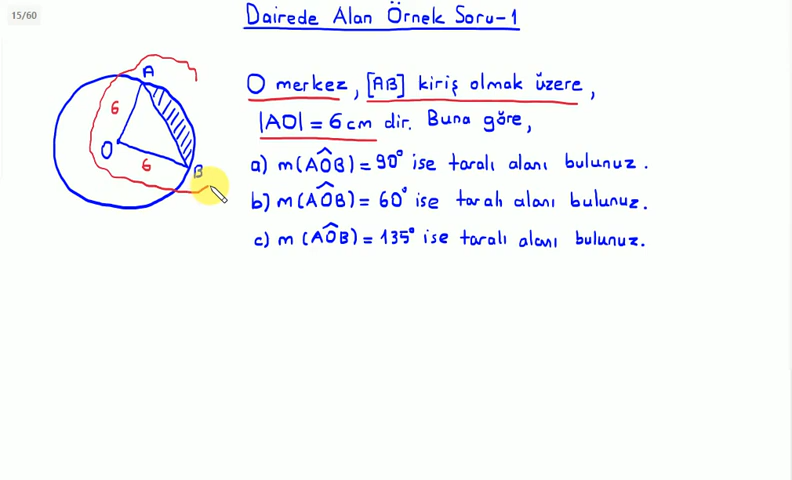 15/60
Dairede Alan Örnek Soru-1
A
6
O
6
B
O merkez, [AB] kiriş olmak üzere,
|AO| = 6 cm dir. Buna göre,
a) m(AÔB) = 90° ise taralı alanı bulunuz.
b) m(AÔB) = 60° ise taralı alanı bulunuz.
c) m(AÔB) = 135° ise taralı alanı bulunuz.